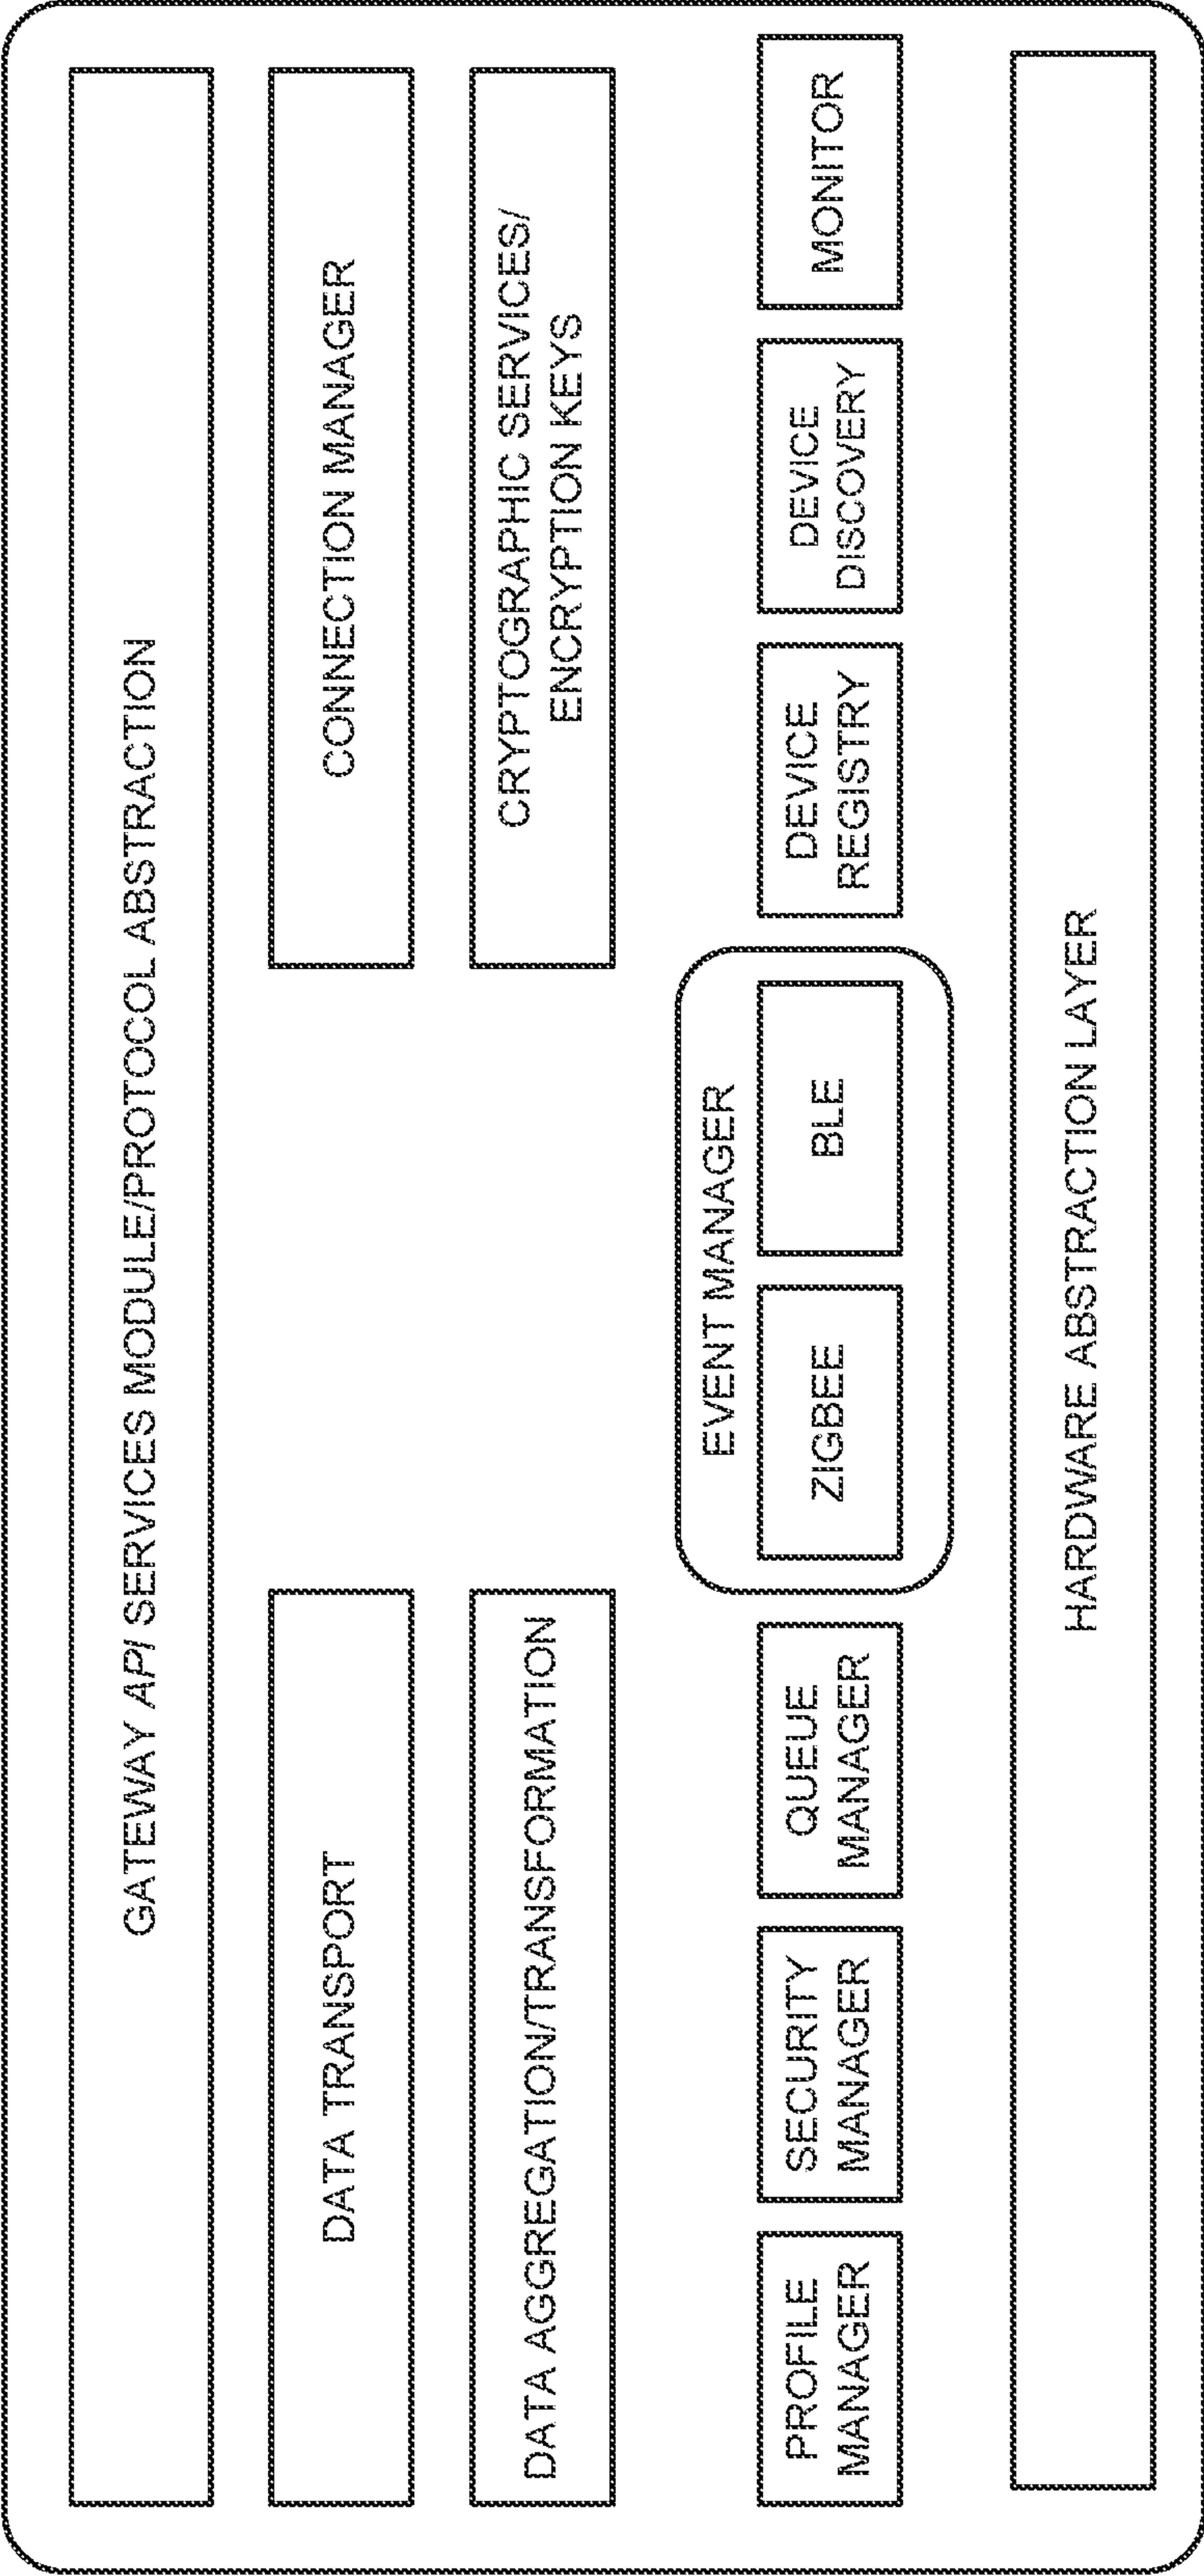 GATEWAY API SERVICES MODULE/PROTOCOL ABSTRACTION
DATA TRANSPORT
CONNECTION MANAGER
DATA AGGREGATION/TRANSFORMATION
CRYPTOGRAPHIC SERVICES/
ENCRYPTION KEYS
PROFILE
MANAGER
SECURITY
MANAGER
QUEUE
MANAGER
EVENT MANAGER
ZIGBEE
BLE
DEVICE
REGISTRY
DEVICE
DISCOVERY
MONITOR
HARDWARE ABSTRACTION LAYER